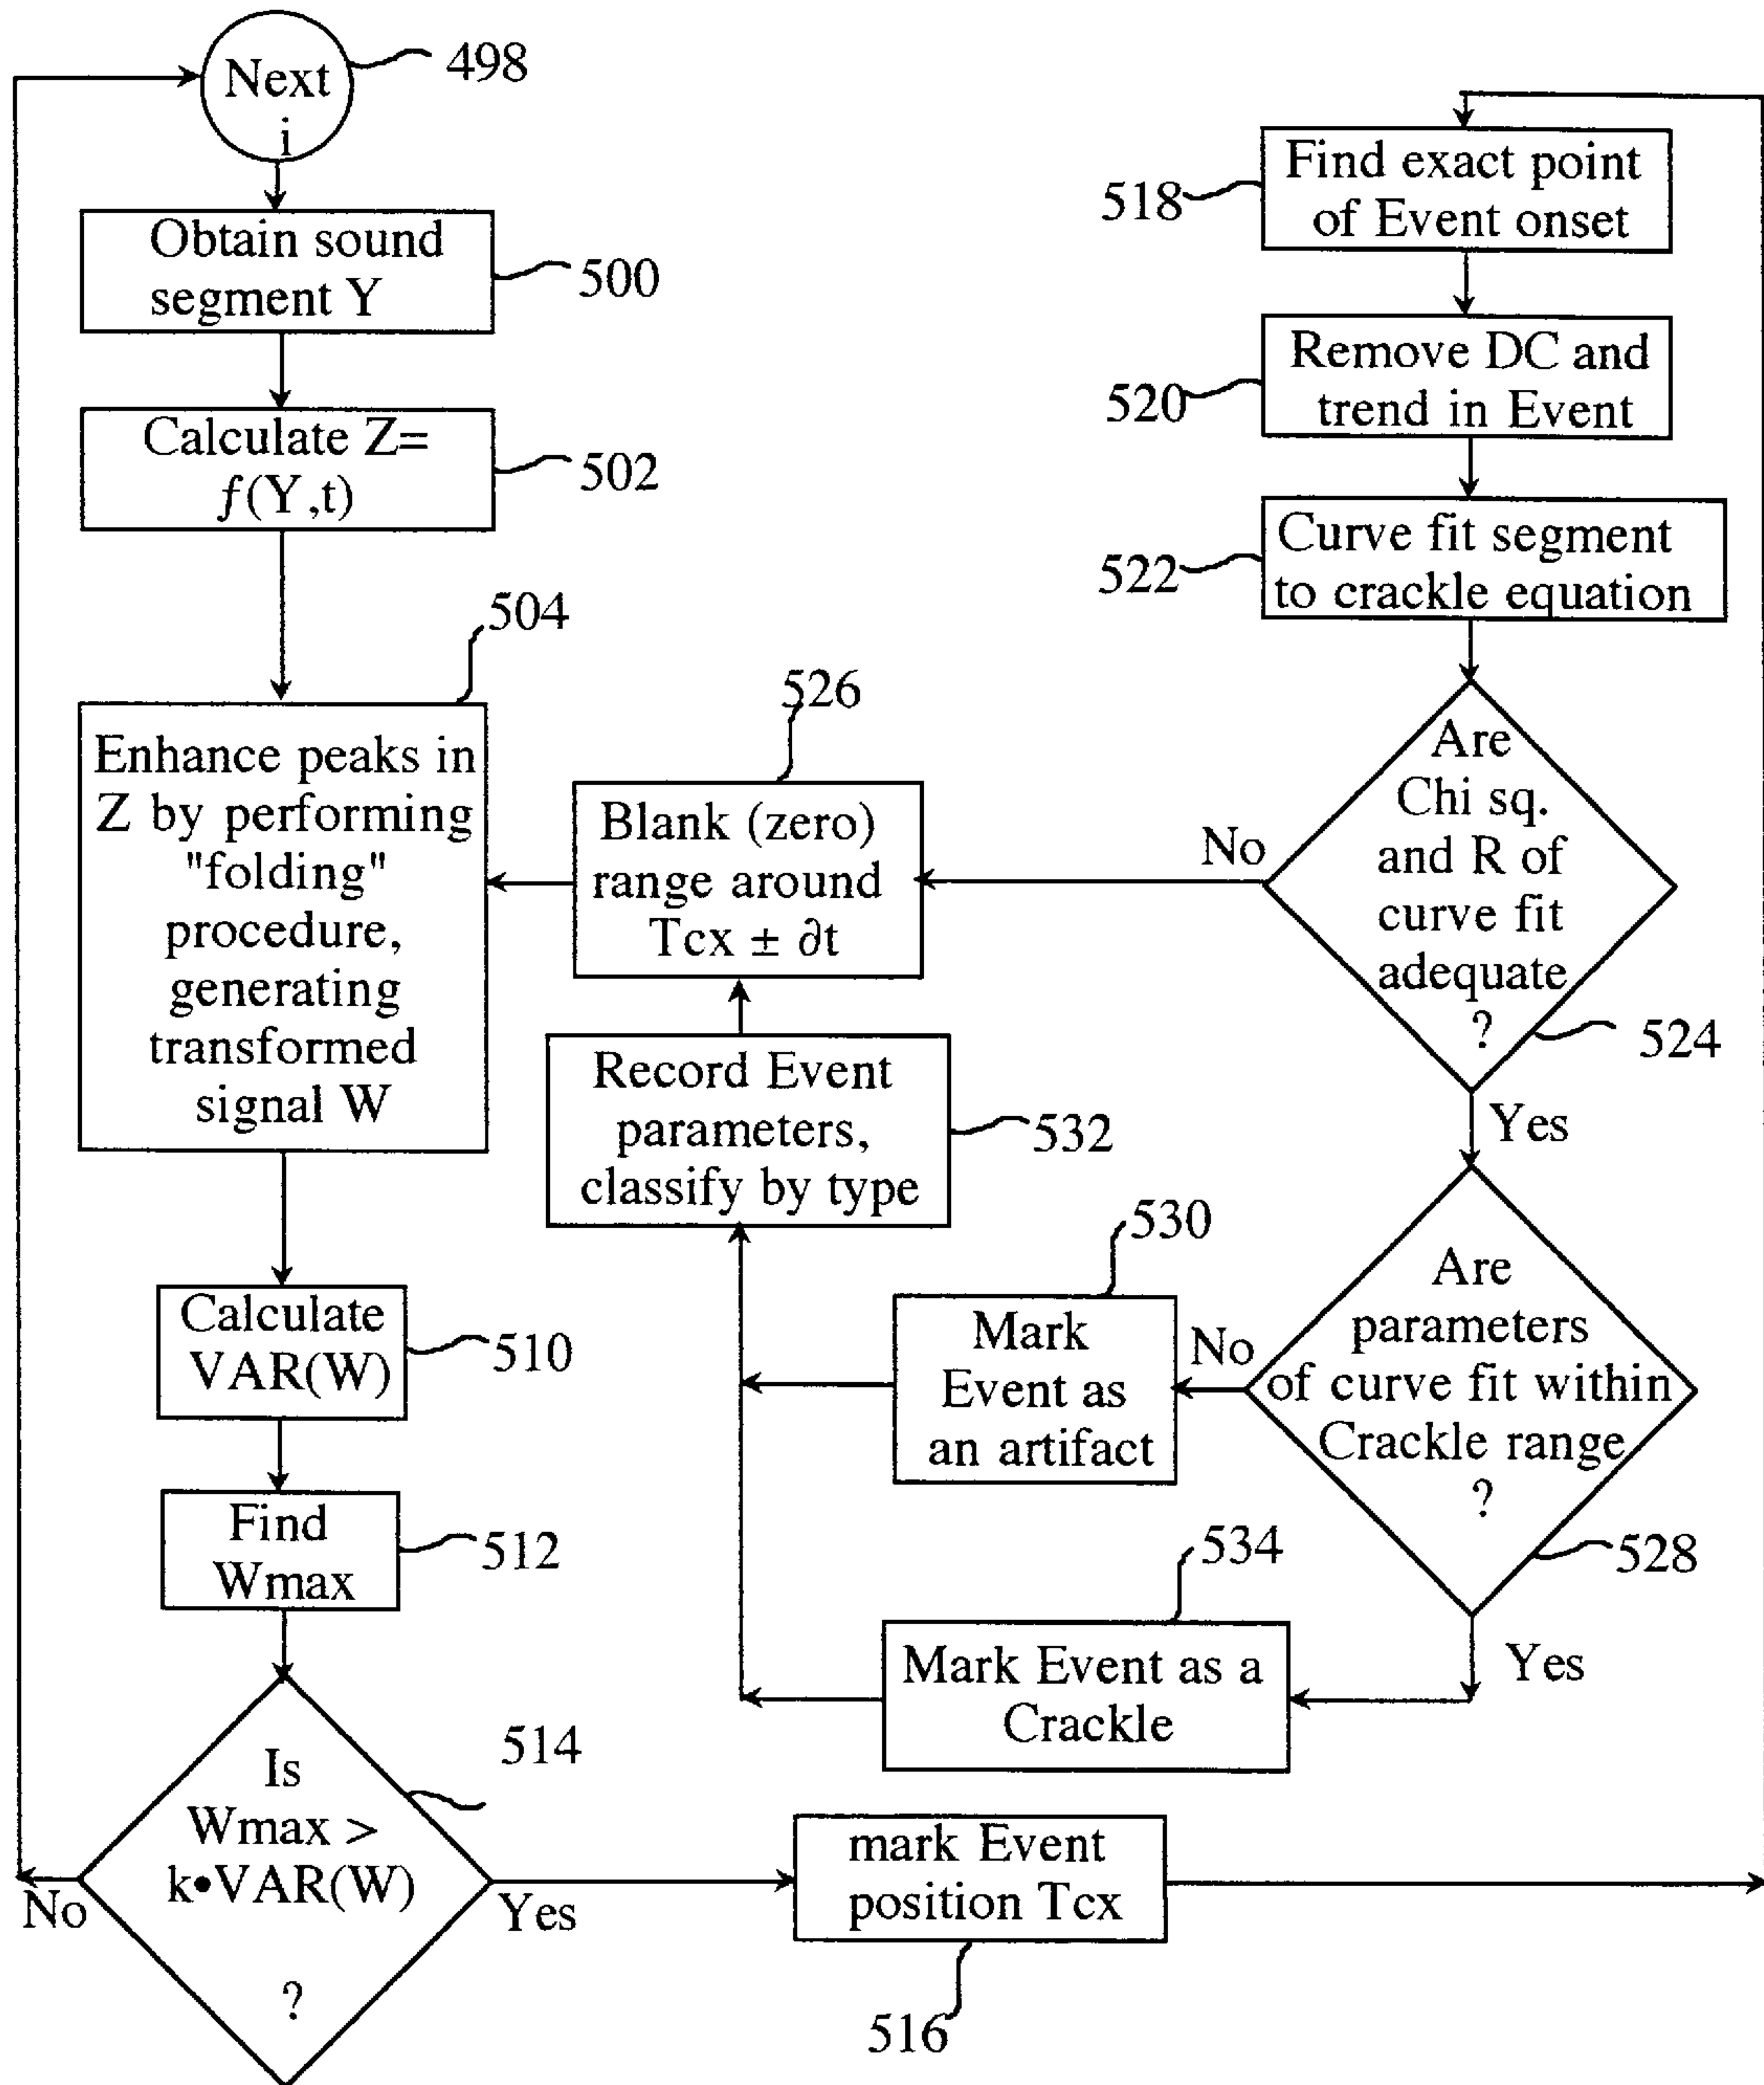 Next
i
498
Obtain sound
segment Y
500
Calculate Z=
f(Y,t)
502
504
Enhance peaks in
Z by performing
"folding"
procedure,
generating
transformed
signal W
Calculate
VAR(W)
510
Find
Wmax
512
Is
Wmax >
k•VAR(W)
?
514
No
Yes
mark Event
position Tcx
516
Find exact point
of Event onset
518
Remove DC and
trend in Event
520
Curve fit segment
to crackle equation
522
Are
Chi sq.
and R of
curve fit
adequate
?
524
No
Yes
526
Blank (zero)
range around
Tcx ± ∂t
Record Event
parameters,
classify by type
532
Are
parameters
of curve fit within
Crackle range
?
528
No
Yes
530
Mark
Event as
an artifact
534
Mark Event as a
Crackle